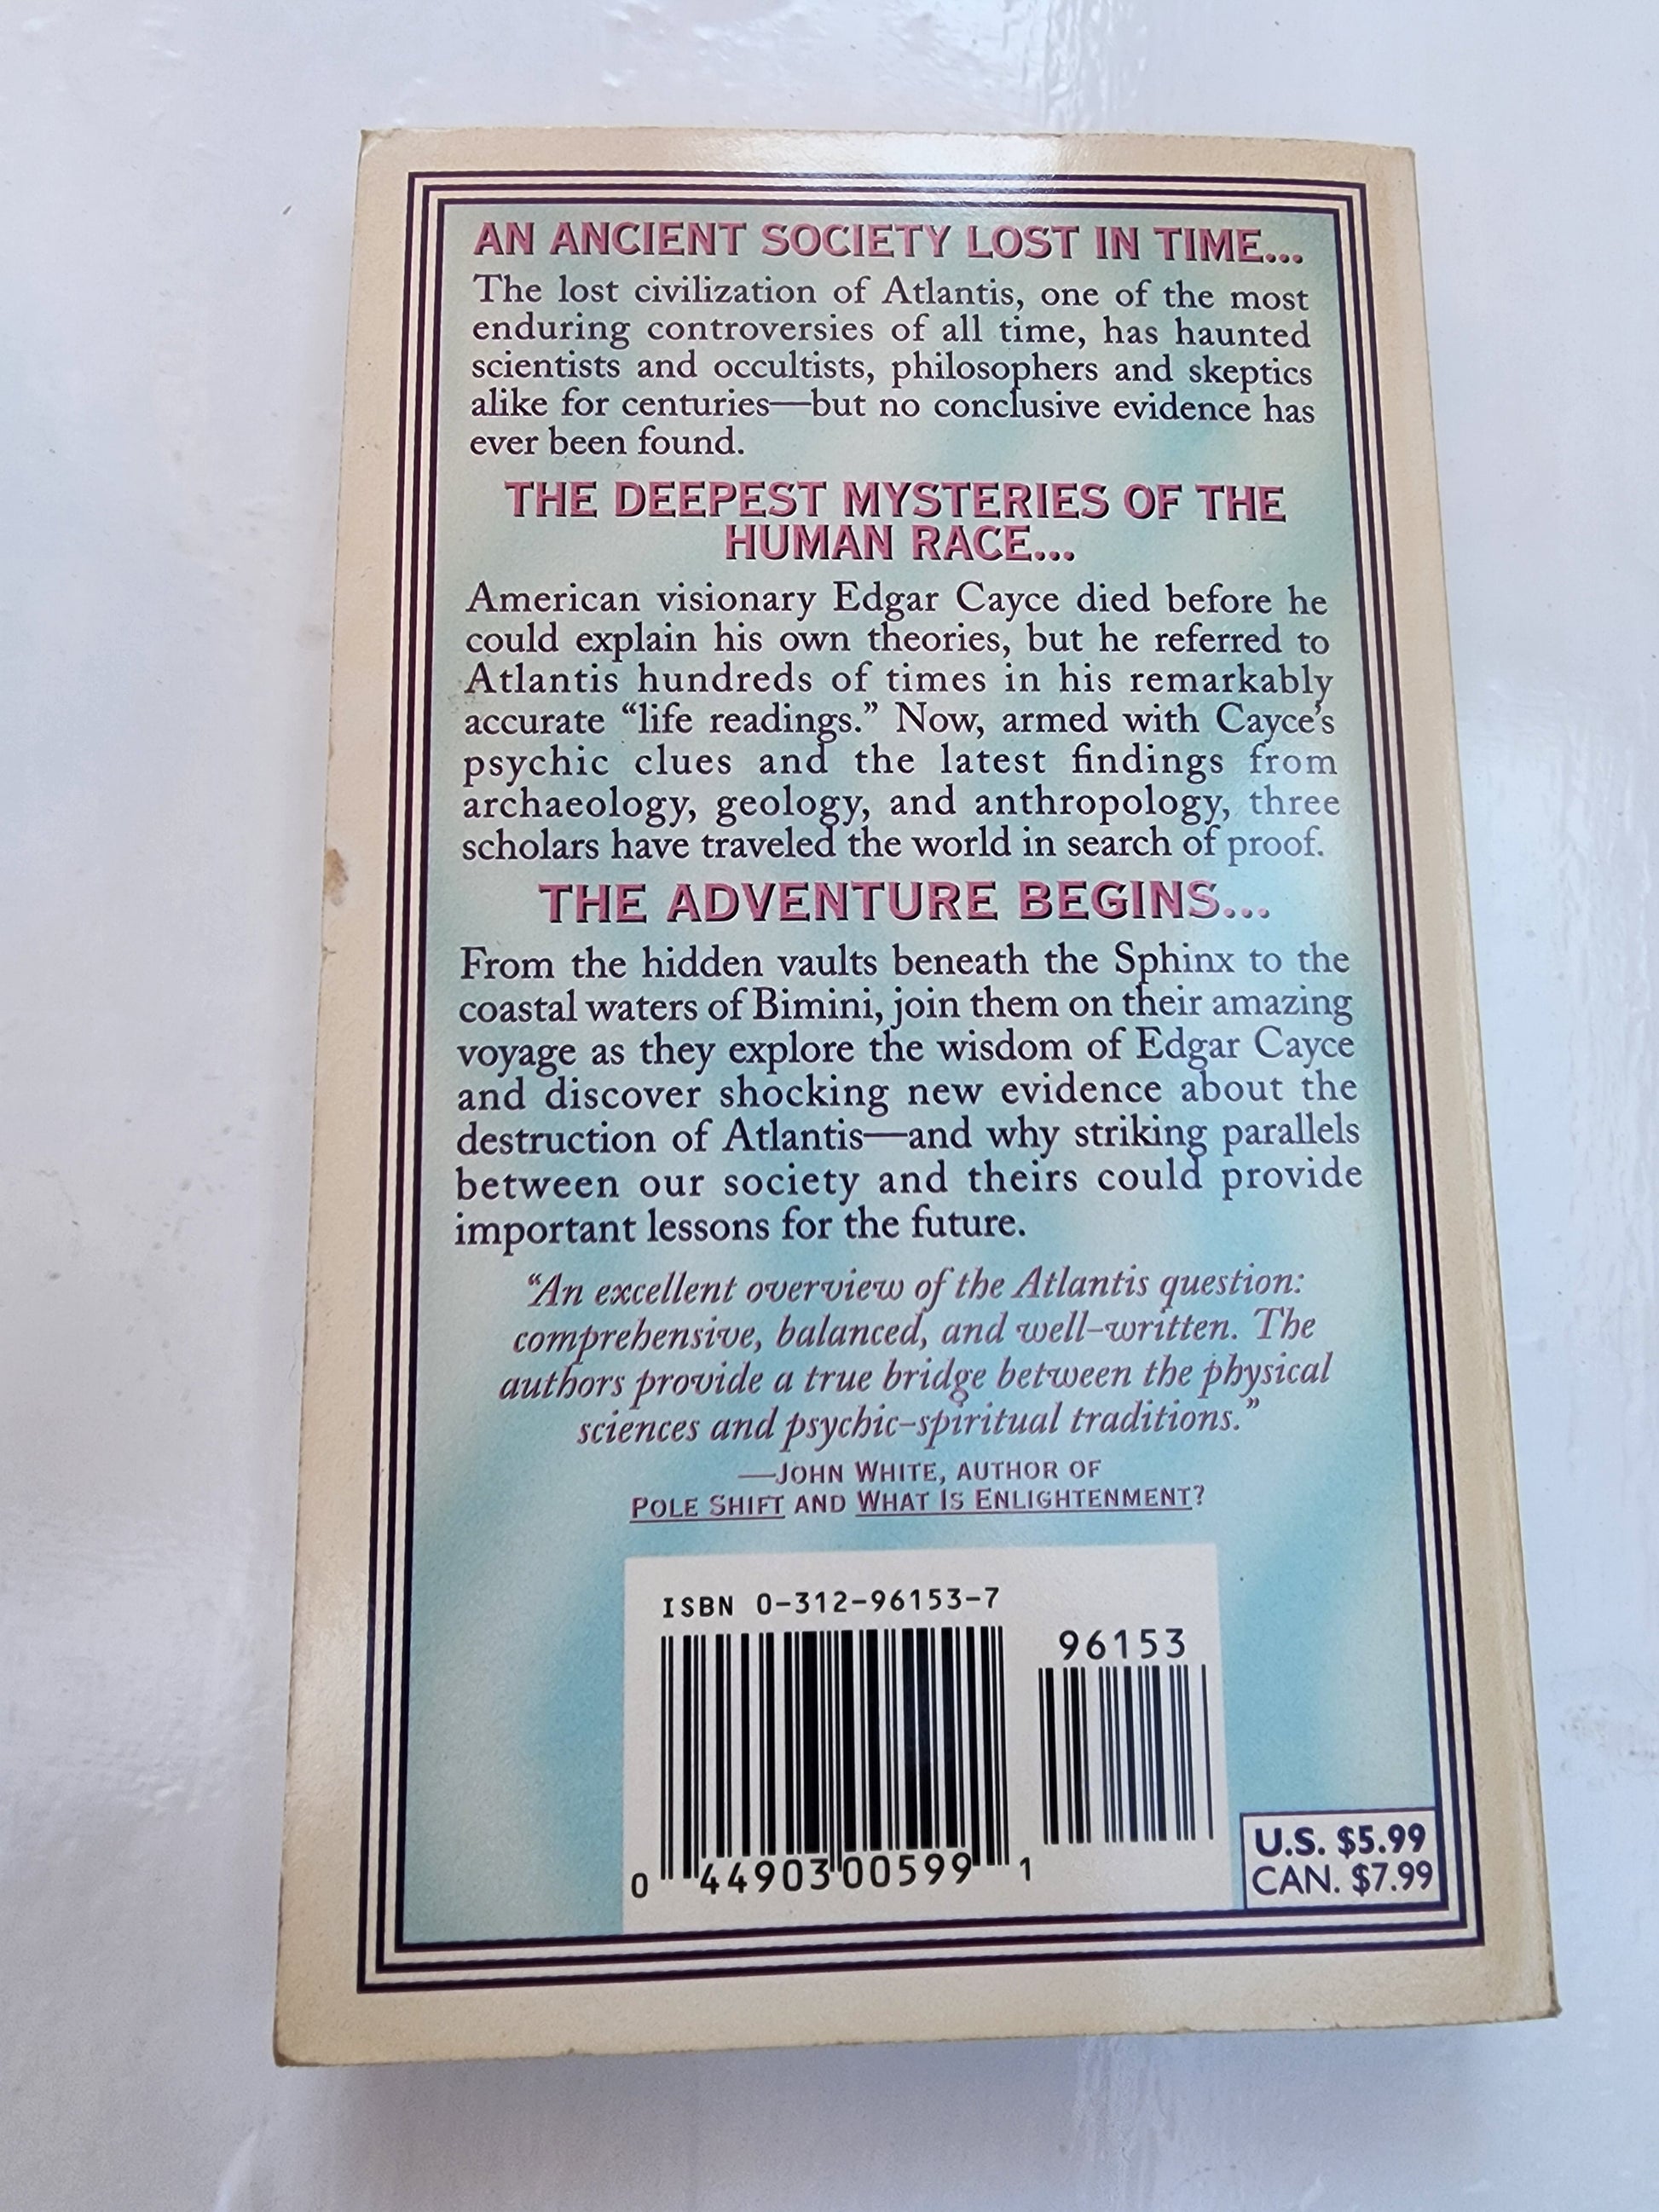 AN ANCIENT SOCIETY LOST IN TIME...
The lost civilization of Atlantis, one of the most
enduring controversies of all time, has haunted
scientists and occultists, philosophers and skeptics
alike for centuries—but no conclusive evidence has
ever been found.
THE DEEPEST MYSTERIES OF THE
HUMAN RACE...
American visionary Edgar Cayce died before he
could explain his own theories, but he referred to
Atlantis hundreds of times in his remarkably
accurate “life readings.” Now, armed with Cayce’s
psychic clues and the latest findings from
archaeology, geology, and anthropology, three
scholars have traveled the world in search of proof.
THE ADVENTURE BEGINS...
From the hidden vaults beneath the Sphinx to the
coastal waters of Bimini, join them on their amazing
voyage as they explore the wisdom of Edgar Cayce
and discover shocking new evidence about the
destruction of Atlantis—and why striking parallels
between our society and theirs could provide
important lessons for the future.
“An excellent overview of the Atlantis question:
comprehensive, balanced, and well-written. The
authors provide a true bridge between the physical
sciences and psychic-spiritual traditions.”
—JOHN WHITE, AUTHOR OF
POLE SHIFT AND WHAT IS ENLIGHTENMENT?
ISBN 0-312-96153-7
96153
0 44903 00599 1
U.S. $5.99
CAN. $7.99